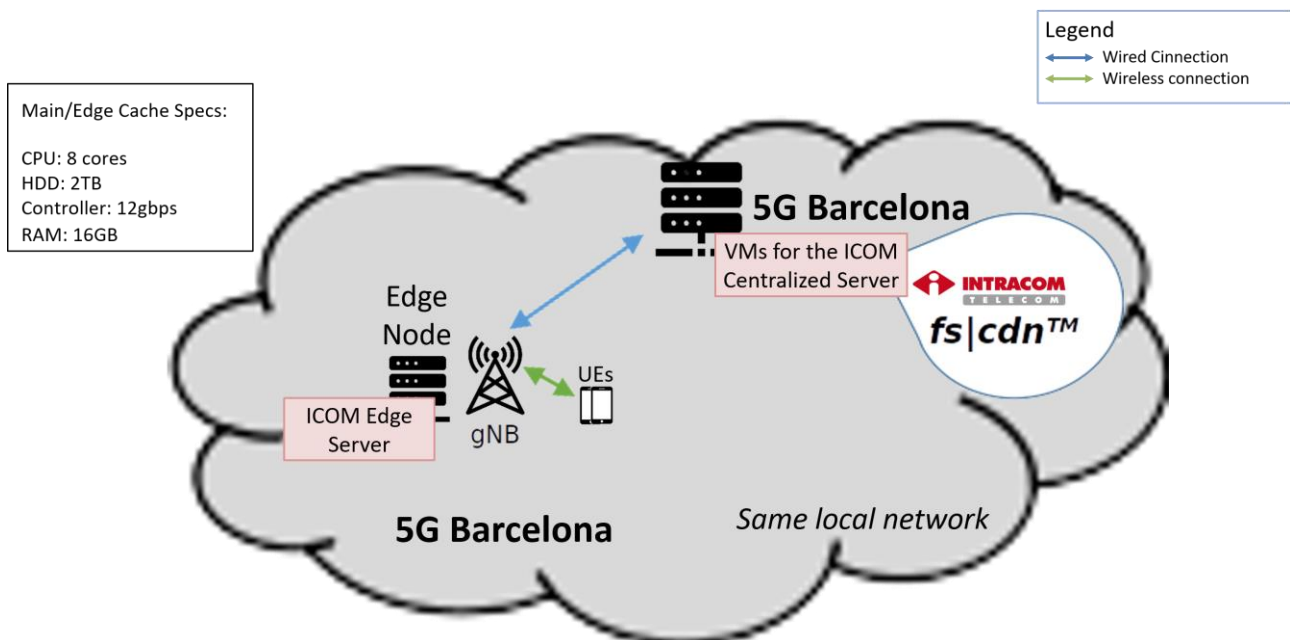 Legend
Wired Cinnection
Wireless connection
Main/Edge Cache Specs:
CPU: 8 cores
HDD: 2TB
Controller: 12gbps
RAM: 16GB
5G Barcelona
VMs for the ICOM
Centralized Server
INTRACOM
TELECOM
fs|cdn™
Edge
Node
UEs
ICOM Edge
Server
gNB
5G Barcelona
Same local network